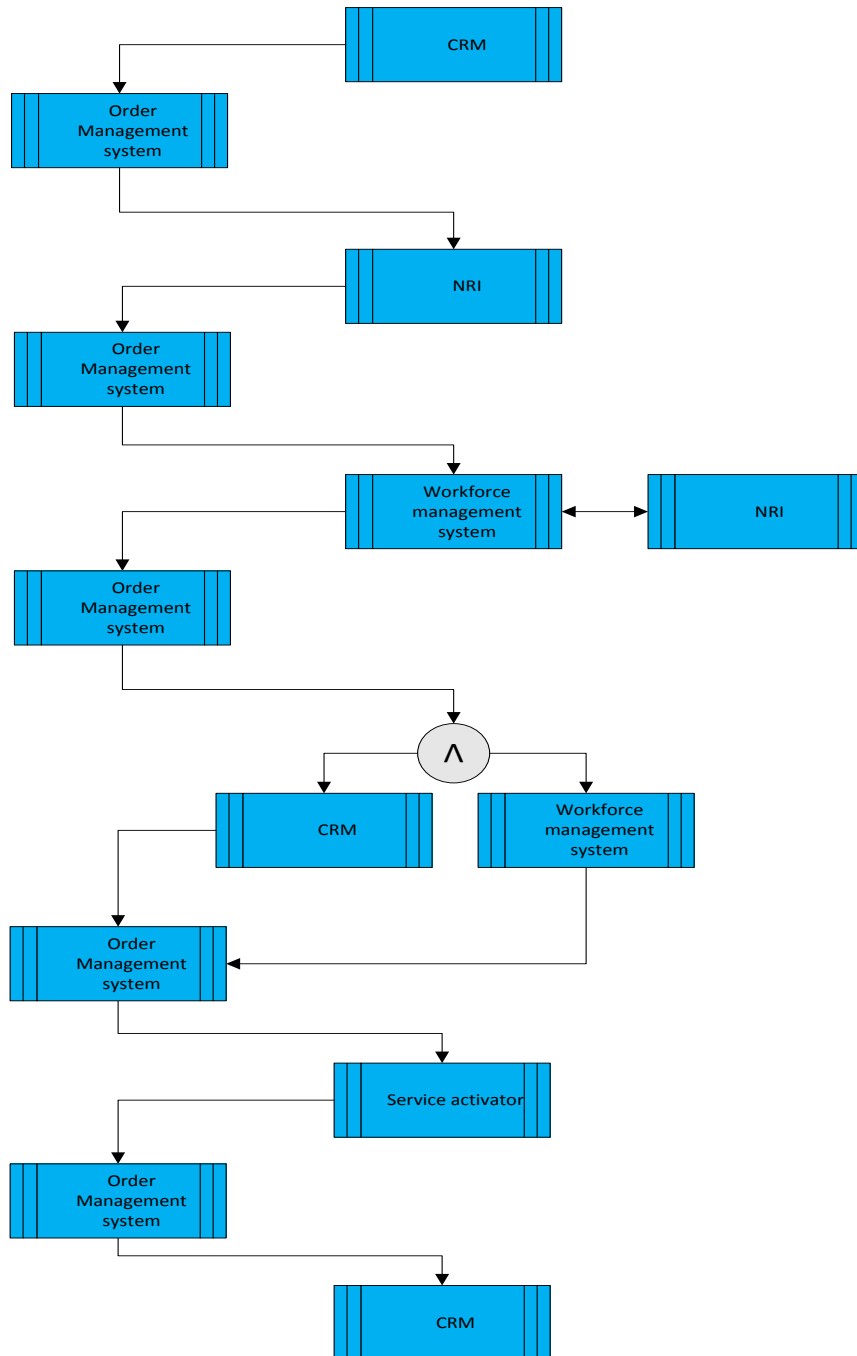 CRM
Order
Management
system
NRI
Order
Management
system
Workforce
management
system
NRI
Order
Management
system
Λ
CRM
Workforce
management
system
Order
Management
system
Service activator
Order
Management
system
CRM